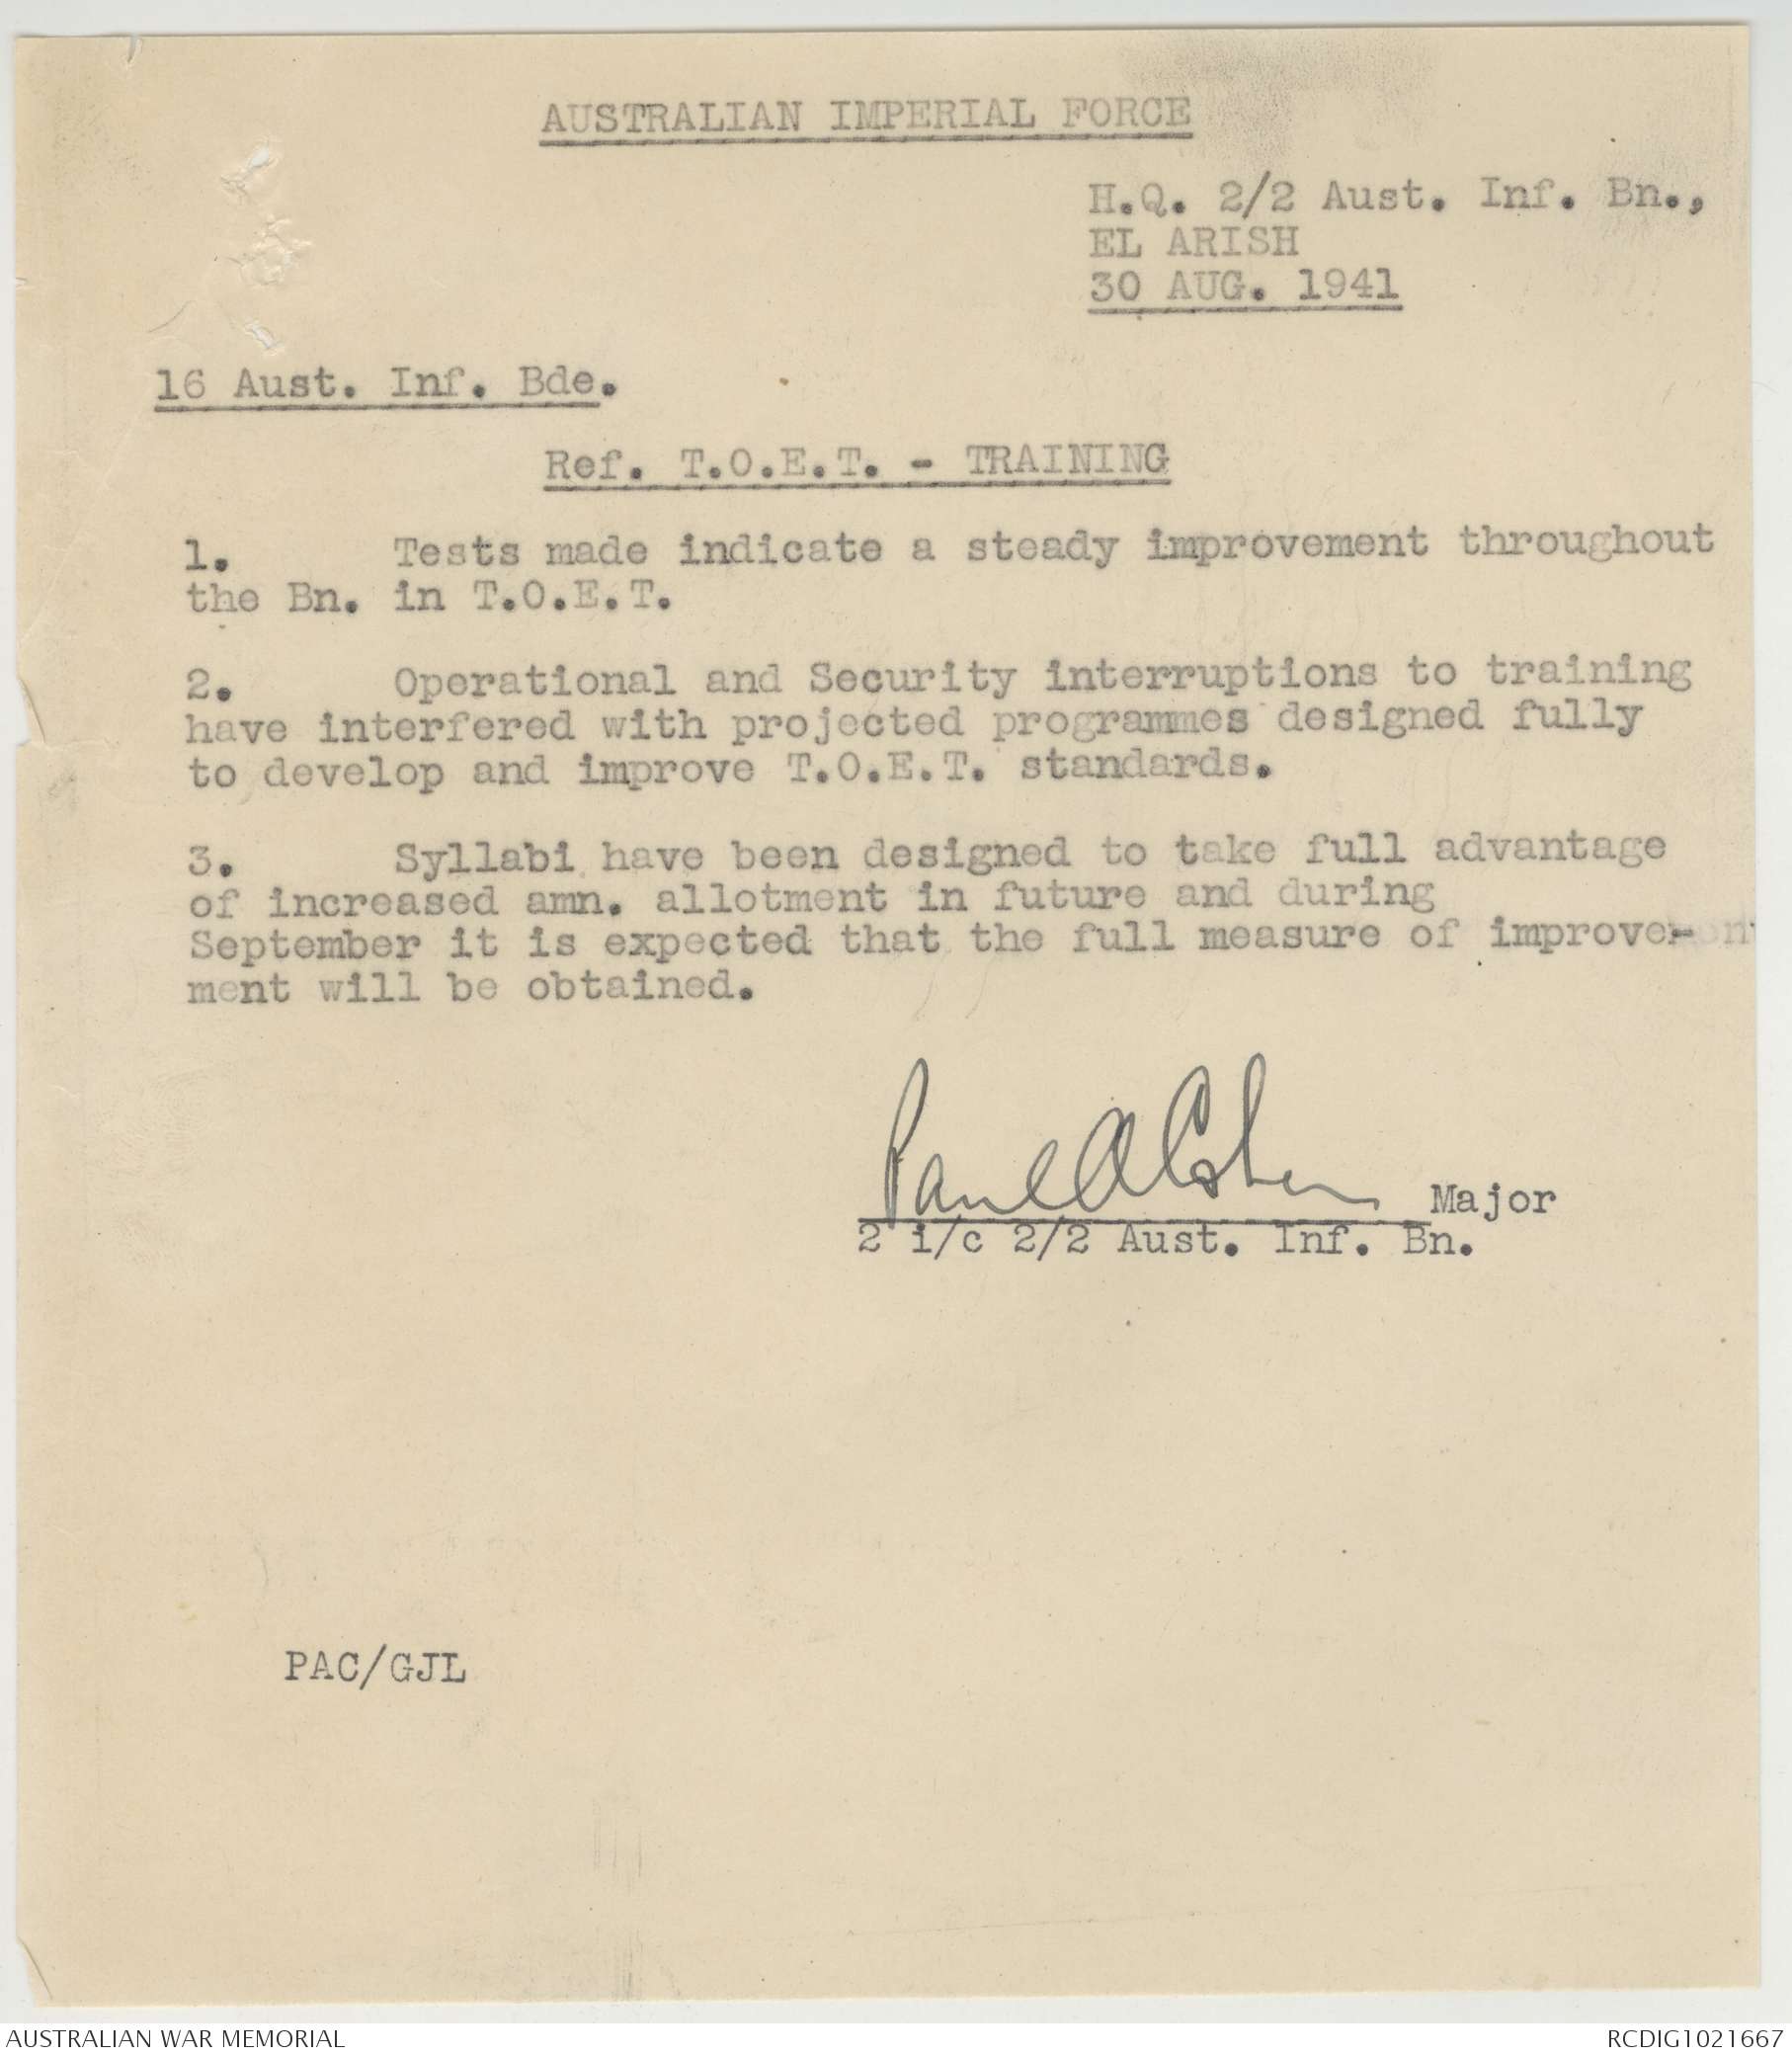 AUSTRALIAN IMPERIAL FORCE
H.Q. 2/2 Aust. Inf. Bn.,
EL ARISH
30 AUG. 1941
16 Aust. Inf. Bde.
Ref. T.O.E.T. - TRAINING
1. Tests made indicate a steady improvement throughout
the Bn. in T.O.E.T.
2. Operational and Security interruptions to training
have interfered with projected programmes designed fully
to develop and improve T.O.E.T. standards.
3. Syllabi have been designed to take full advantage
of increased amn. allotment in future and during
September it is expected that the full measure of improve-
ment will be obtained.
Paul A Cohen Major
2 i/c 2/2 Aust. Inf. Bn.
PAC/GJL
AUSTRALIAN WAR MEMORIAL
RCDIG1021667